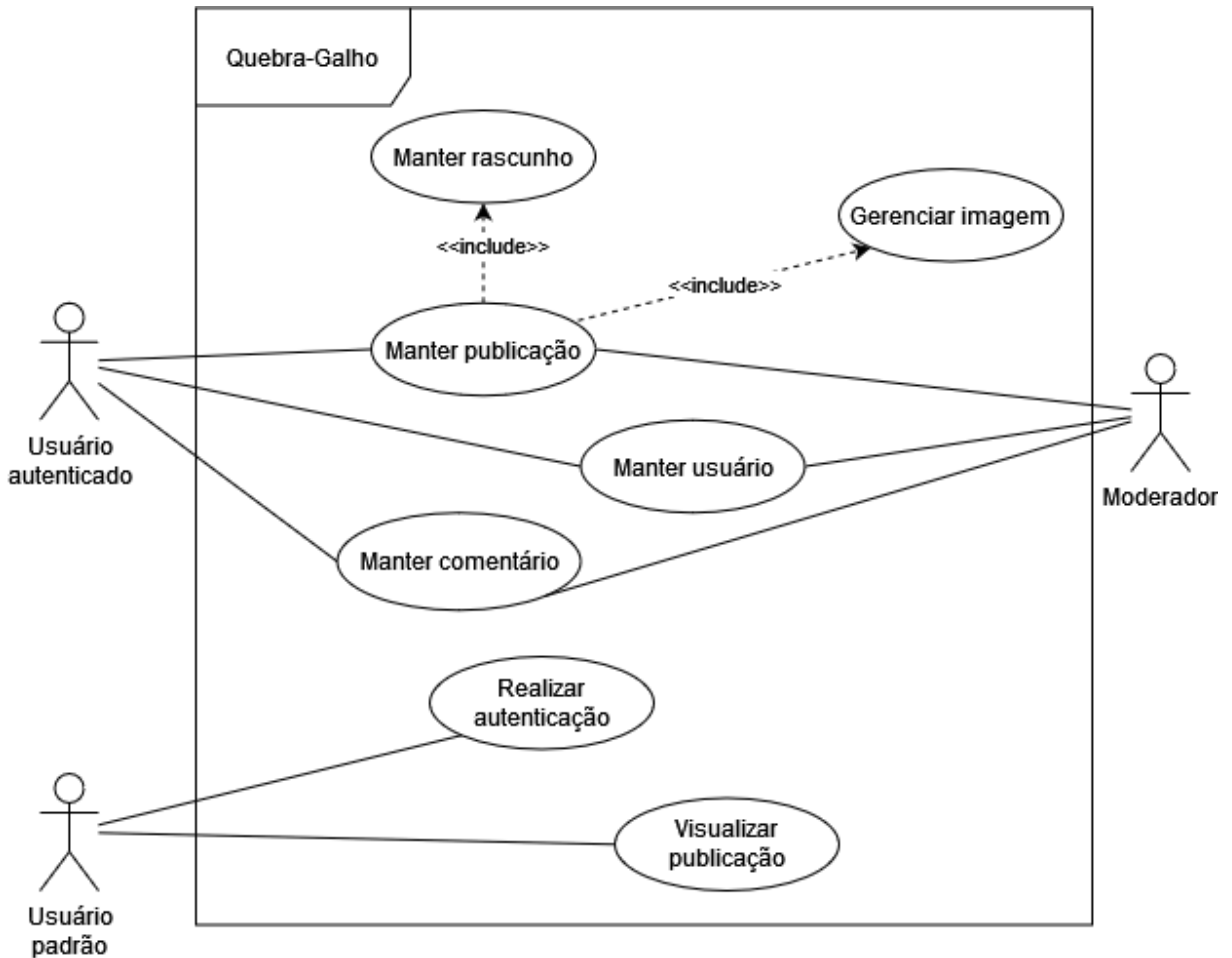 Quebra-Galho
Manter rascunho
Gerenciar imagem
<<include>>
<<include>>
Manter publicação
Usuário
autenticado
Manter usuário
Moderador
Manter comentário
Realizar
autenticação
Visualizar
publicação
Usuário
padrão